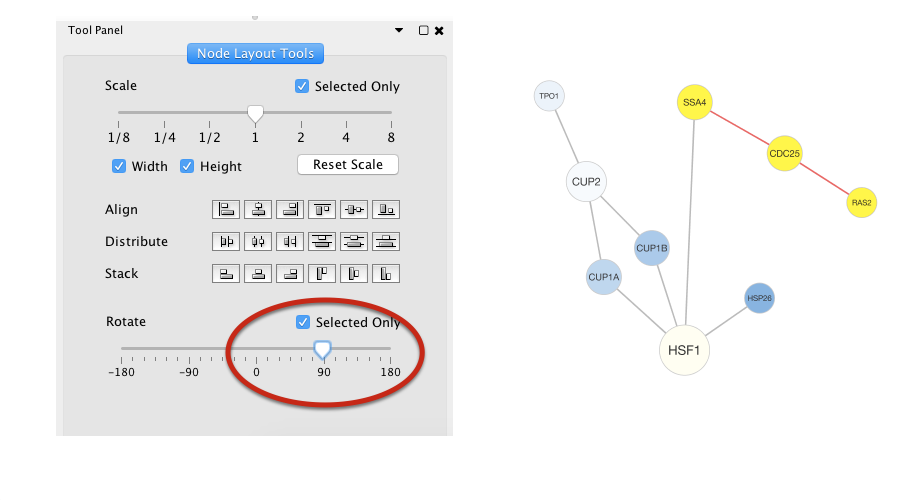 Tool Panel
Node Layout Tools
Scale
Selected Only
1/8 1/4 1/2 1 2 4 8
Width Height Reset Scale
Align
Distribute
Stack
Rotate
Selected Only
-180 -90 0 90 180
TPO1
SSA4
CDC25
CUP2
RAS2
CUP1B
CUP1A
HSP26
HSF1